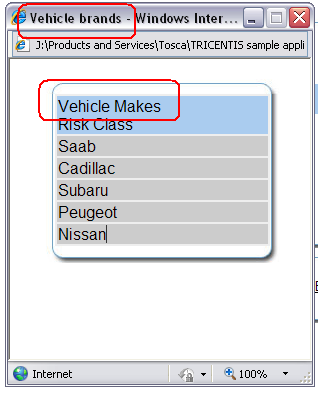 Vehicle brands - Windows Inter...
J:\Products and Services\Tosca\TRICENTIS sample appli
Vehicle Makes
Risk Class
Saab
Cadillac
Subaru
Peugeot
Nissan
Internet
100%